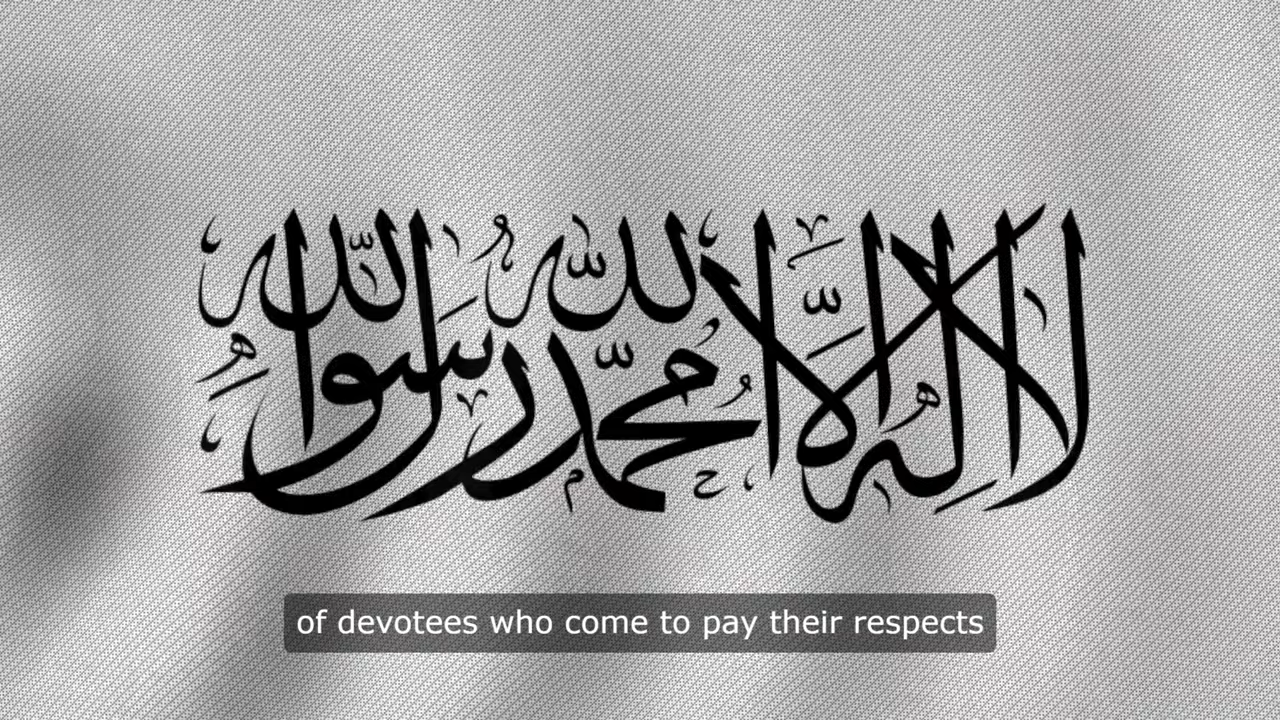 لا إله إلا الله محمد رسول الله
of devotees who come to pay their respects